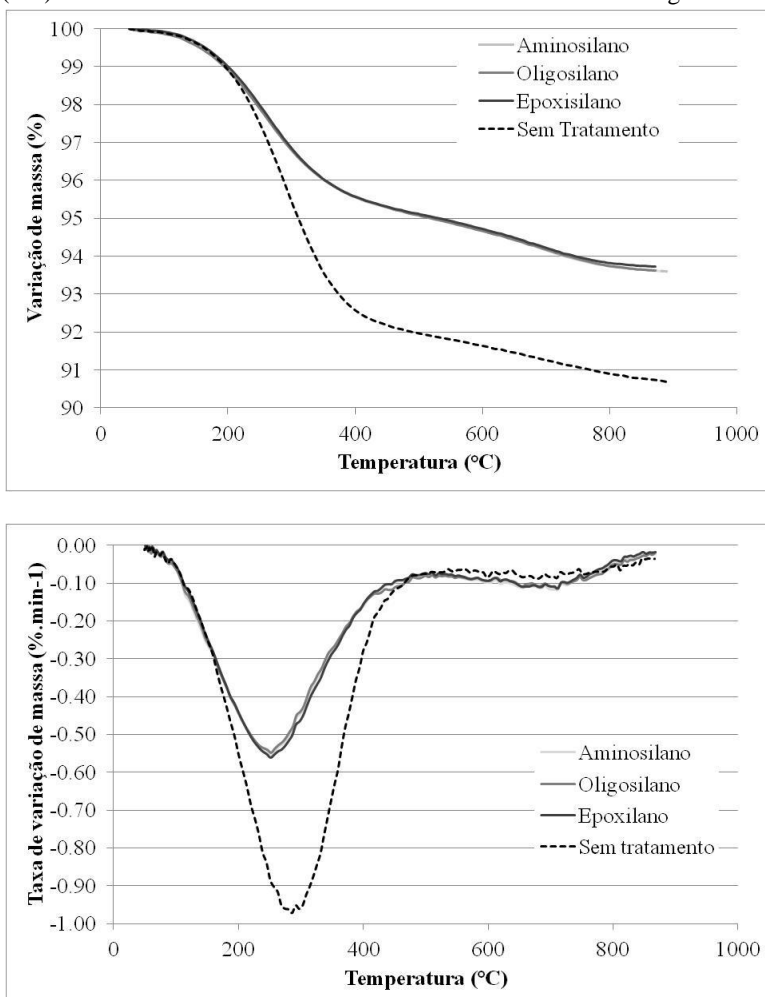 100
99
98
97
96
95
94
93
92
91
90
Variação de massa (%)
Aminosilano
Oligosilano
Epoxisilano
Sem Tratamento
0
200
400
600
800
1000
Temperatura (°C)
0.00
-0.10
-0.20
-0.30
-0.40
-0.50
-0.60
-0.70
-0.80
-0.90
-1.00
Taxa de variação de massa (%.min-1)
Aminosilano
Oligosilano
Epoxilano
Sem tratamento
0
200
400
600
800
1000
Temperatura (°C)